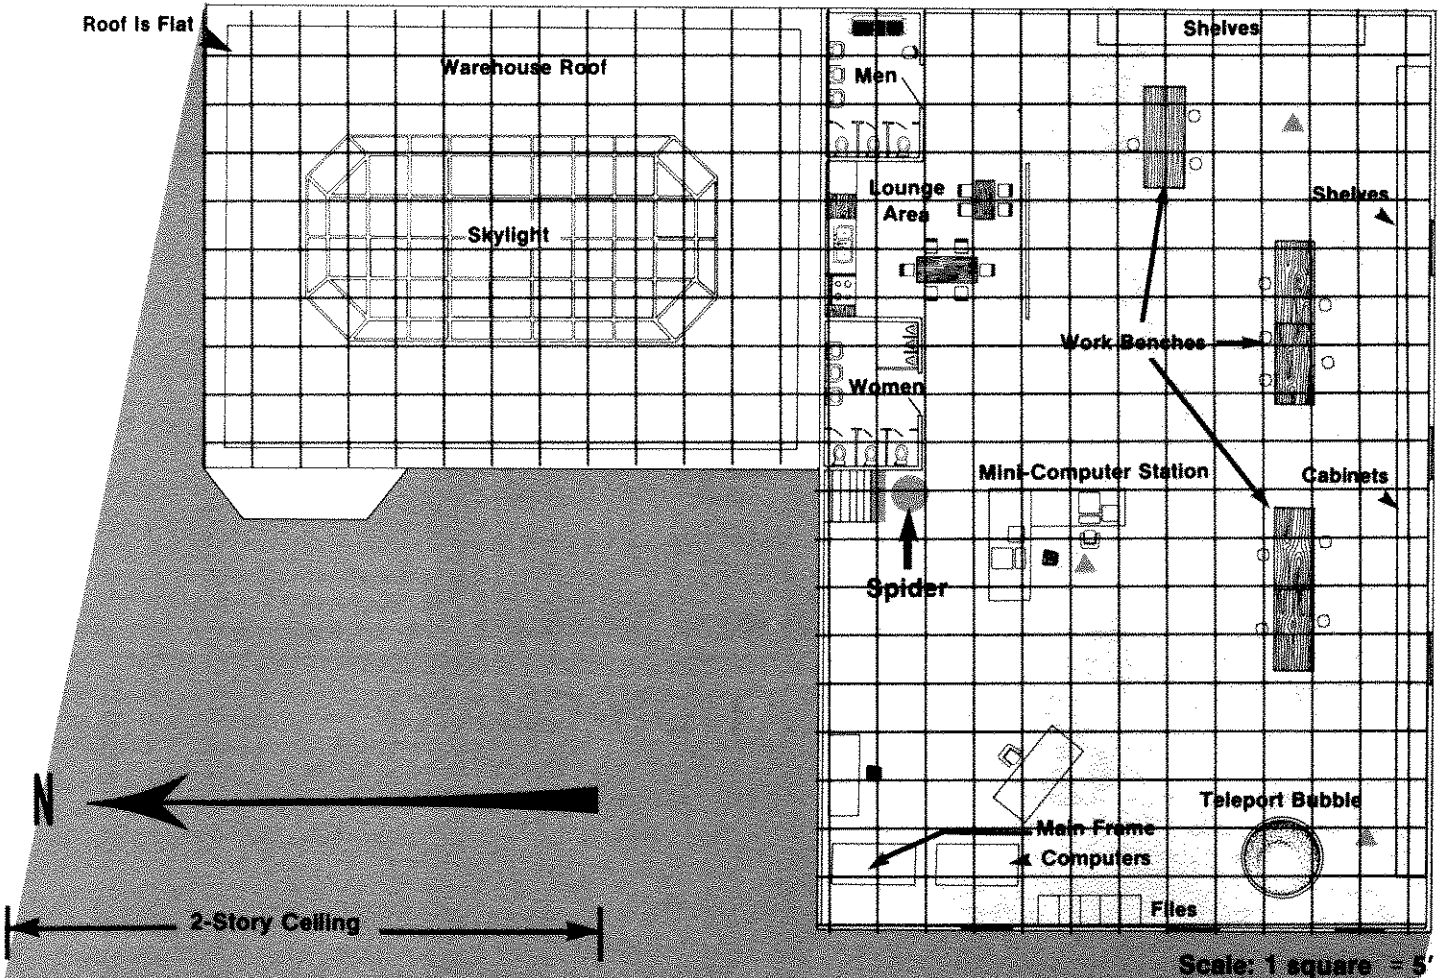 Roof Is Flat
Warehouse Roof
Skylight
Men
Lounge
Area
Women
Shelves
Shelves
Work Benches
Mini-Computer Station
Cabinets
Spider
Teleport Bubble
Main Frame
Computers
Files
N
2-Story Ceiling
Scale: 1 square = 5'